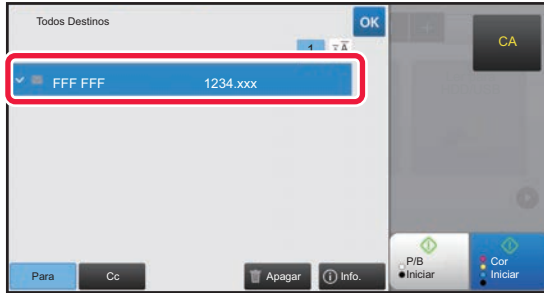 Todos Destinos
OK
CA
1
FFF FFF 1234.xxx
P/B
Iniciar
Cor
Iniciar
Para
Cc
Apagar
Info.